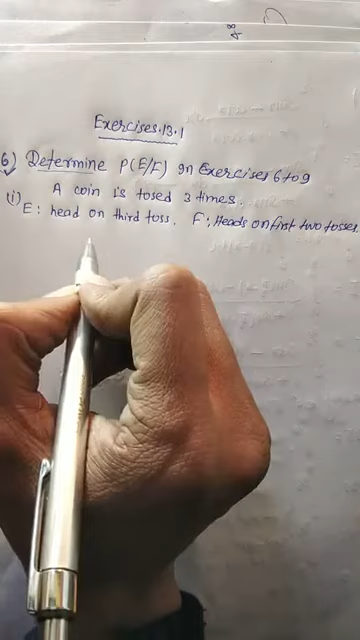 Exercises.13.1
6) Determine P(E/F) in Exercises 6 to 9
A coin is tosed 3 times.
(i) E: head on third toss. F: Heads on first two tosses.